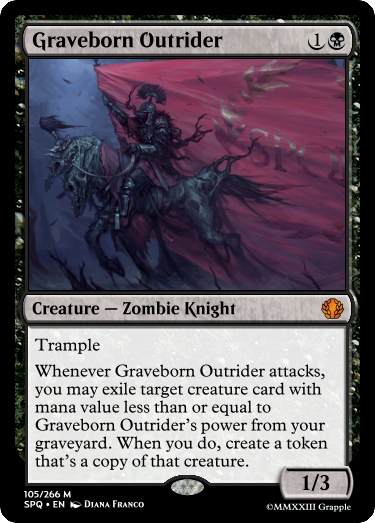 Graveborn Outrider 1
SPQR
Creature — Zombie Knight
Trample
Whenever Graveborn Outrider attacks,
you may exile target creature card with
mana value less than or equal to
Graveborn Outrider's power from your
graveyard. When you do, create a token
that's a copy of that creature.
1/3
105/266 M
SPQ • EN Diana Franco
©MMXXIII Grapple